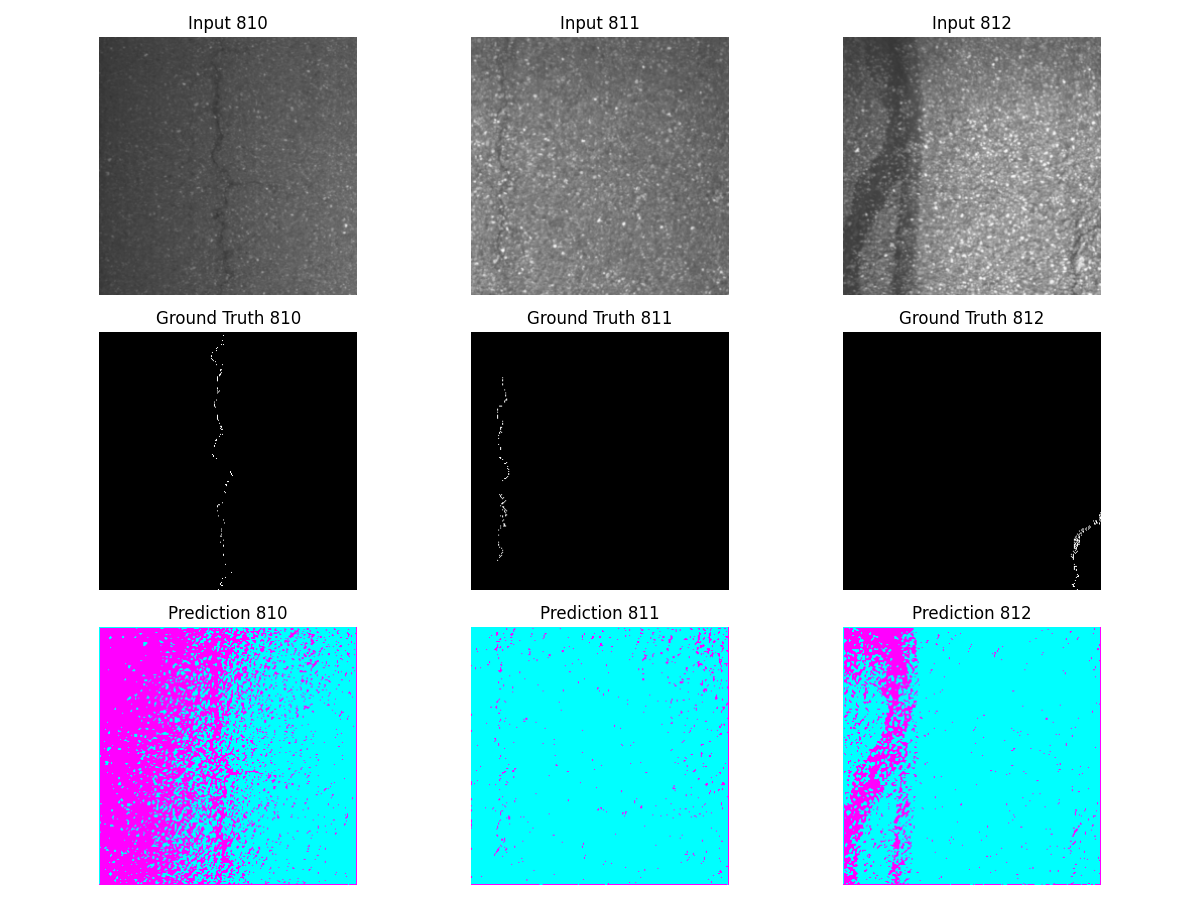 Input 810
Input 811
Input 812
Ground Truth 810
Ground Truth 811
Ground Truth 812
Prediction 810
Prediction 811
Prediction 812